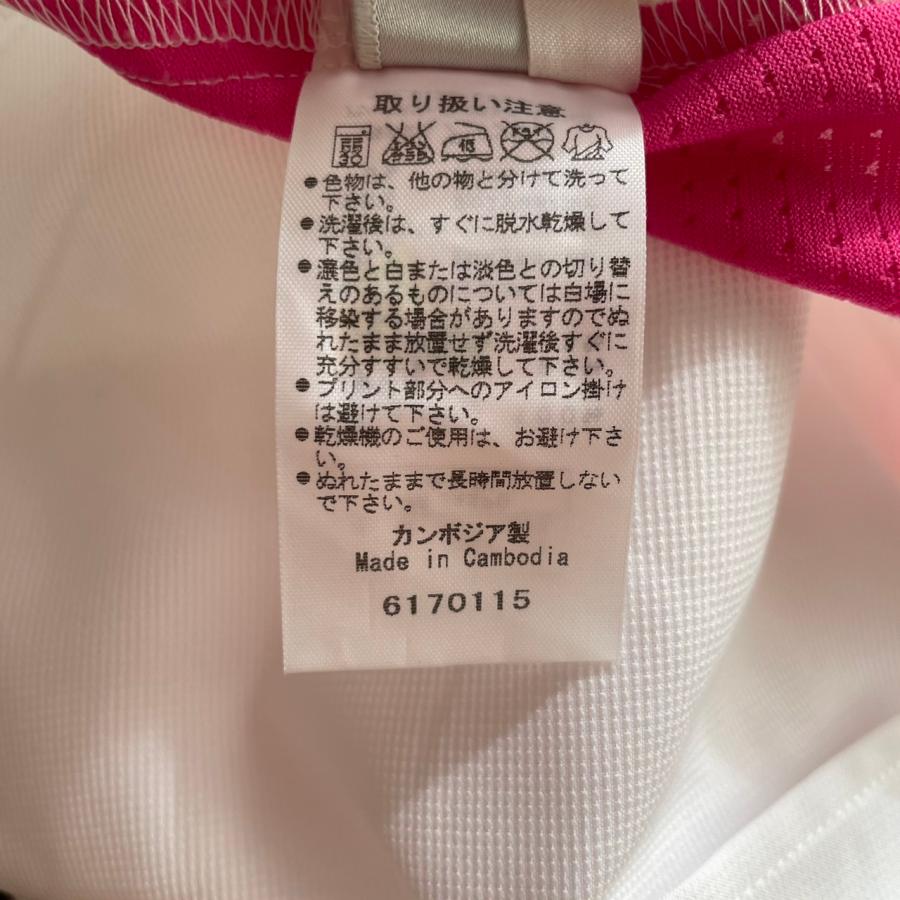 取り扱い注意
30
●色物は、他の物と分けて洗って
下さい。
●洗濯後は、すぐに脱水乾燥して
下さい。
●濃色と白または淡色との切り替
えのあるものについては白場に
移染する場合がありますのでぬ
れたまま放置せず洗濯後すぐに
充分すすいで乾燥して下さい。
●プリント部分へのアイロン掛け
は避けて下さい。
●乾燥機のご使用は、お避け下さ
い。
●ぬれたままで長時間放置しない
で下さい。
カンボジア製
Made in Cambodia
6170115